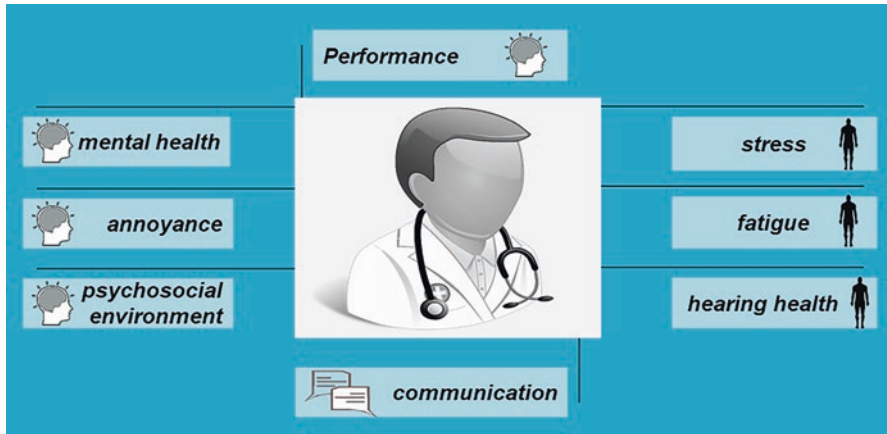 Performance
mental health
stress
annoyance
fatigue
psychosocial
environment
hearing health
communication